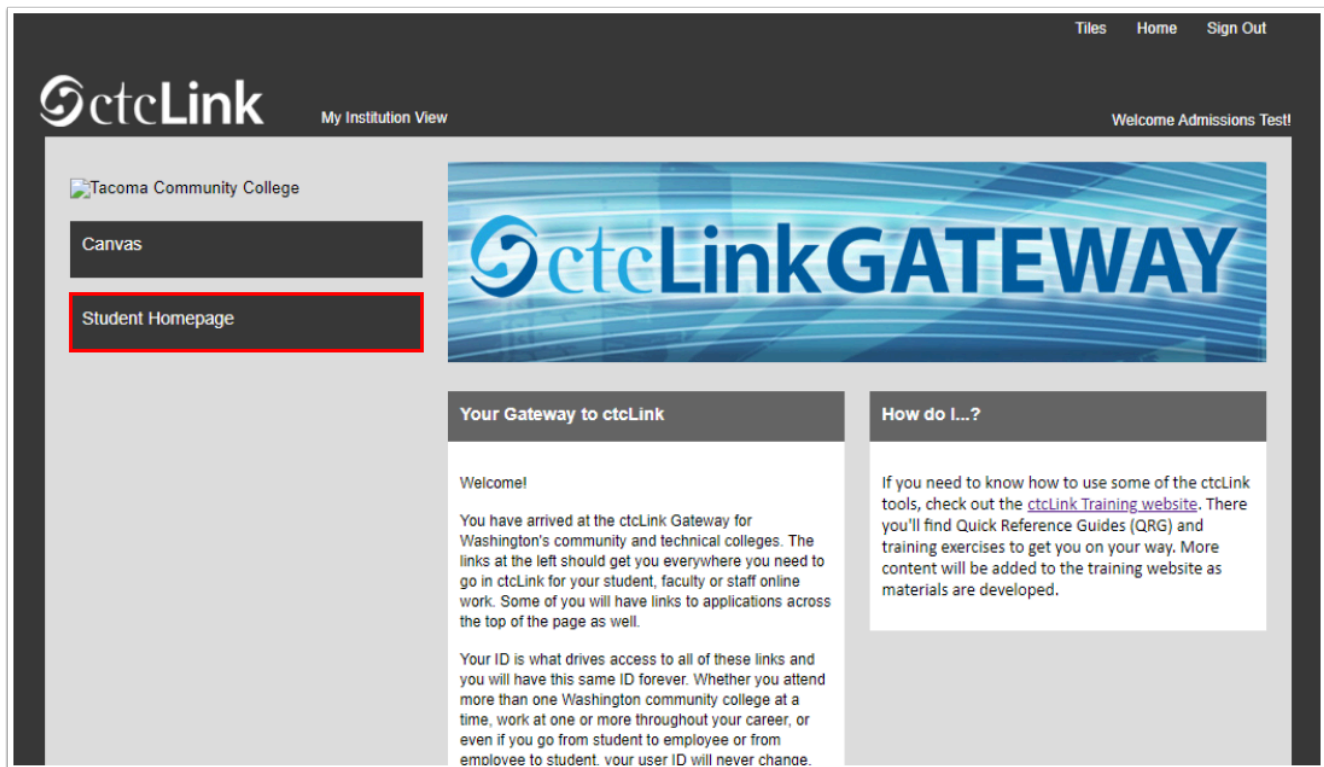 Tiles Home Sign Out
ctcLink
My Institution View
Welcome Admissions Test!
Tacoma Community College
Canvas
Student Homepage
ctcLinkGATEWAY
Your Gateway to ctcLink
Welcome!
You have arrived at the ctcLink Gateway for
Washington's community and technical colleges. The
links at the left should get you everywhere you need to
go in ctcLink for your student, faculty or staff online
work. Some of you will have links to applications across
the top of the page as well.
Your ID is what drives access to all of these links and
you will have this same ID forever. Whether you attend
more than one Washington community college at a
time, work at one or more throughout your career, or
even if you go from student to employee or from
employee to student, your user ID will never change.
How do I...?
If you need to know how to use some of the ctcLink
tools, check out the ctcLink Training website. There
you'll find Quick Reference Guides (QRG) and
training exercises to get you on your way. More
content will be added to the training website as
materials are developed.